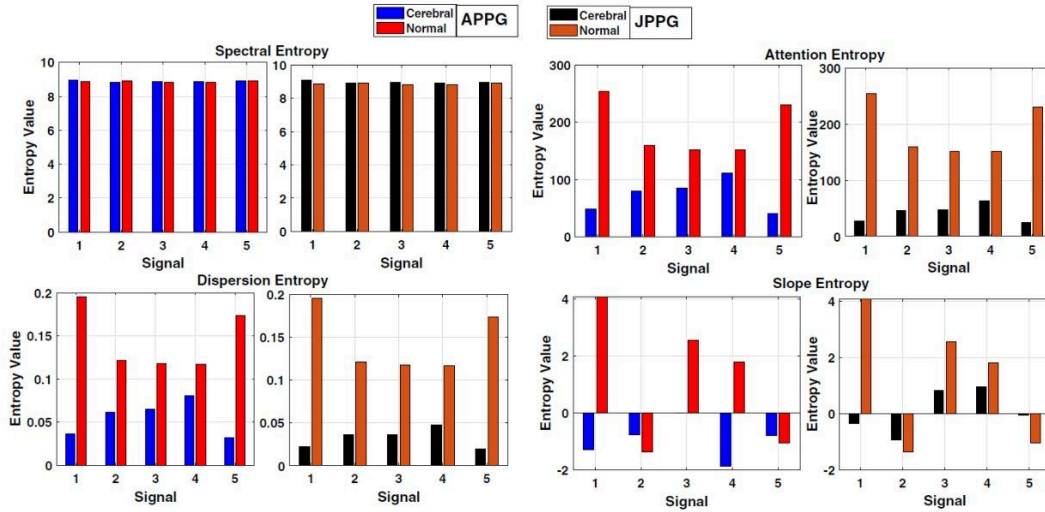 Cerebral
Normal
APPG
Cerebral
Normal
JPPG
Spectral Entropy
Entropy Value
10
8
6
4
2
0
1 2 3 4 5
Signal
10
8
6
4
2
0
1 2 3 4 5
Signal
Attention Entropy
Entropy Value
300
200
100
0
1 2 3 4 5
Signal
Entropy Value
300
200
100
0
1 2 3 4 5
Signal
Dispersion Entropy
Entropy Value
0.2
0.15
0.1
0.05
0
1 2 3 4 5
Signal
0.2
0.15
0.1
0.05
0
1 2 3 4 5
Signal
Slope Entropy
Entropy Value
4
2
0
-2
1 2 3 4 5
Signal
Entropy Value
4
2
0
-2
1 2 3 4 5
Signal